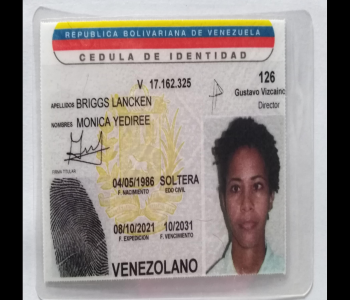 REPUBLICA BOLIVARIANA DE VENEZUELA
CEDULA DE IDENTIDAD
V 17.162.325
126
Gustavo Vizcaino
Director
APELLIDOS BRIGGS LANCKEN
NOMBRES MONICA YEDIREE
FIRMA TITULAR
04/05/1986 SOLTERA
F. NACIMIENTO EDO CIVIL
08/10/2021 10/2031
F. EXPEDICION F. VENCIMIENTO
VENEZOLANO